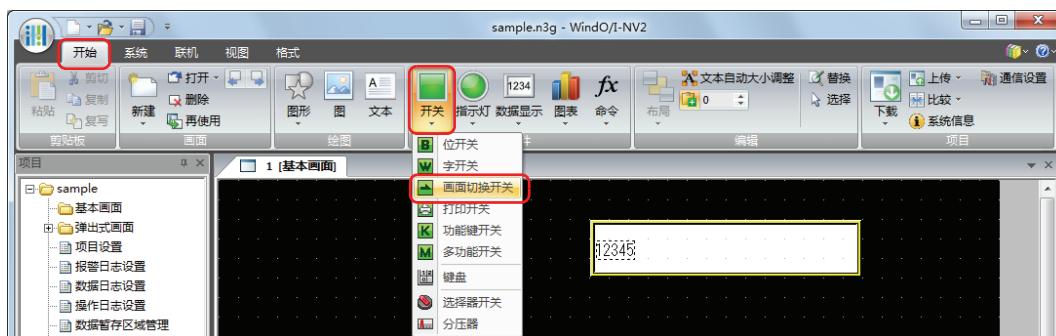 sample.n3g - WindO/I-NV2
开始 系统 联机 视图 格式
剪切 打开 文本自动大小调整 替换 上传 通信设置
复制 删除 1234 A fx 0 选择 比较
粘贴 复写 新建 再使用 图形 图 文本 开关 指示灯 数据显示 图表 命令 布局 下载 系统信息
剪贴板 画面 绘图 件 编辑 项目
项目 1 [基本画面]
B 位开关
sample W 字开关
基本画面 画面切换开关
弹出式画面 打印开关
项目设置 K 功能键开关 12345
报警日志设置 M 多功能开关
数据日志设置 键盘
操作日志设置 选择器开关
数据暂存区域管理 分压器